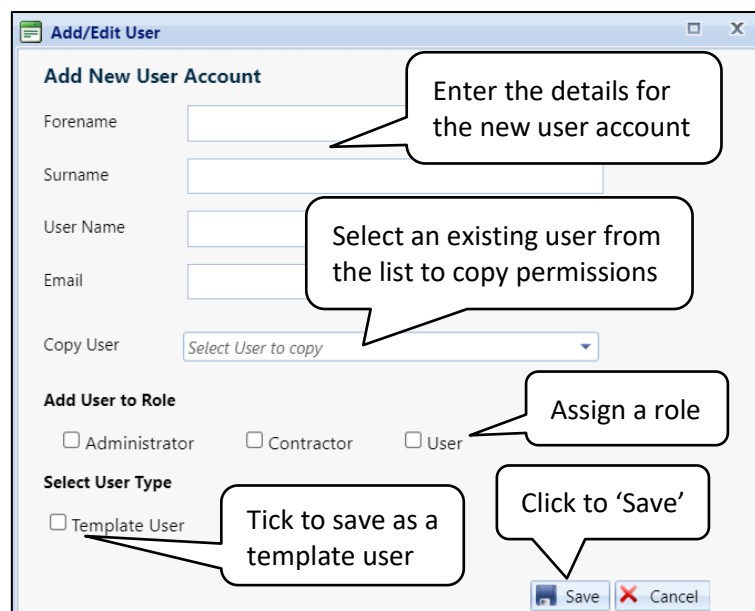 Add/Edit User
X
Add New User Account
Enter the details for
the new user account
Forename
Surname
User Name
Select an existing user from
the list to copy permissions
Email
Copy User
Select User to copy
Add User to Role
Assign a role
Administrator Contractor User
Select User Type
Click to ‘Save’
Template User
Tick to save as a
template user
Save Cancel